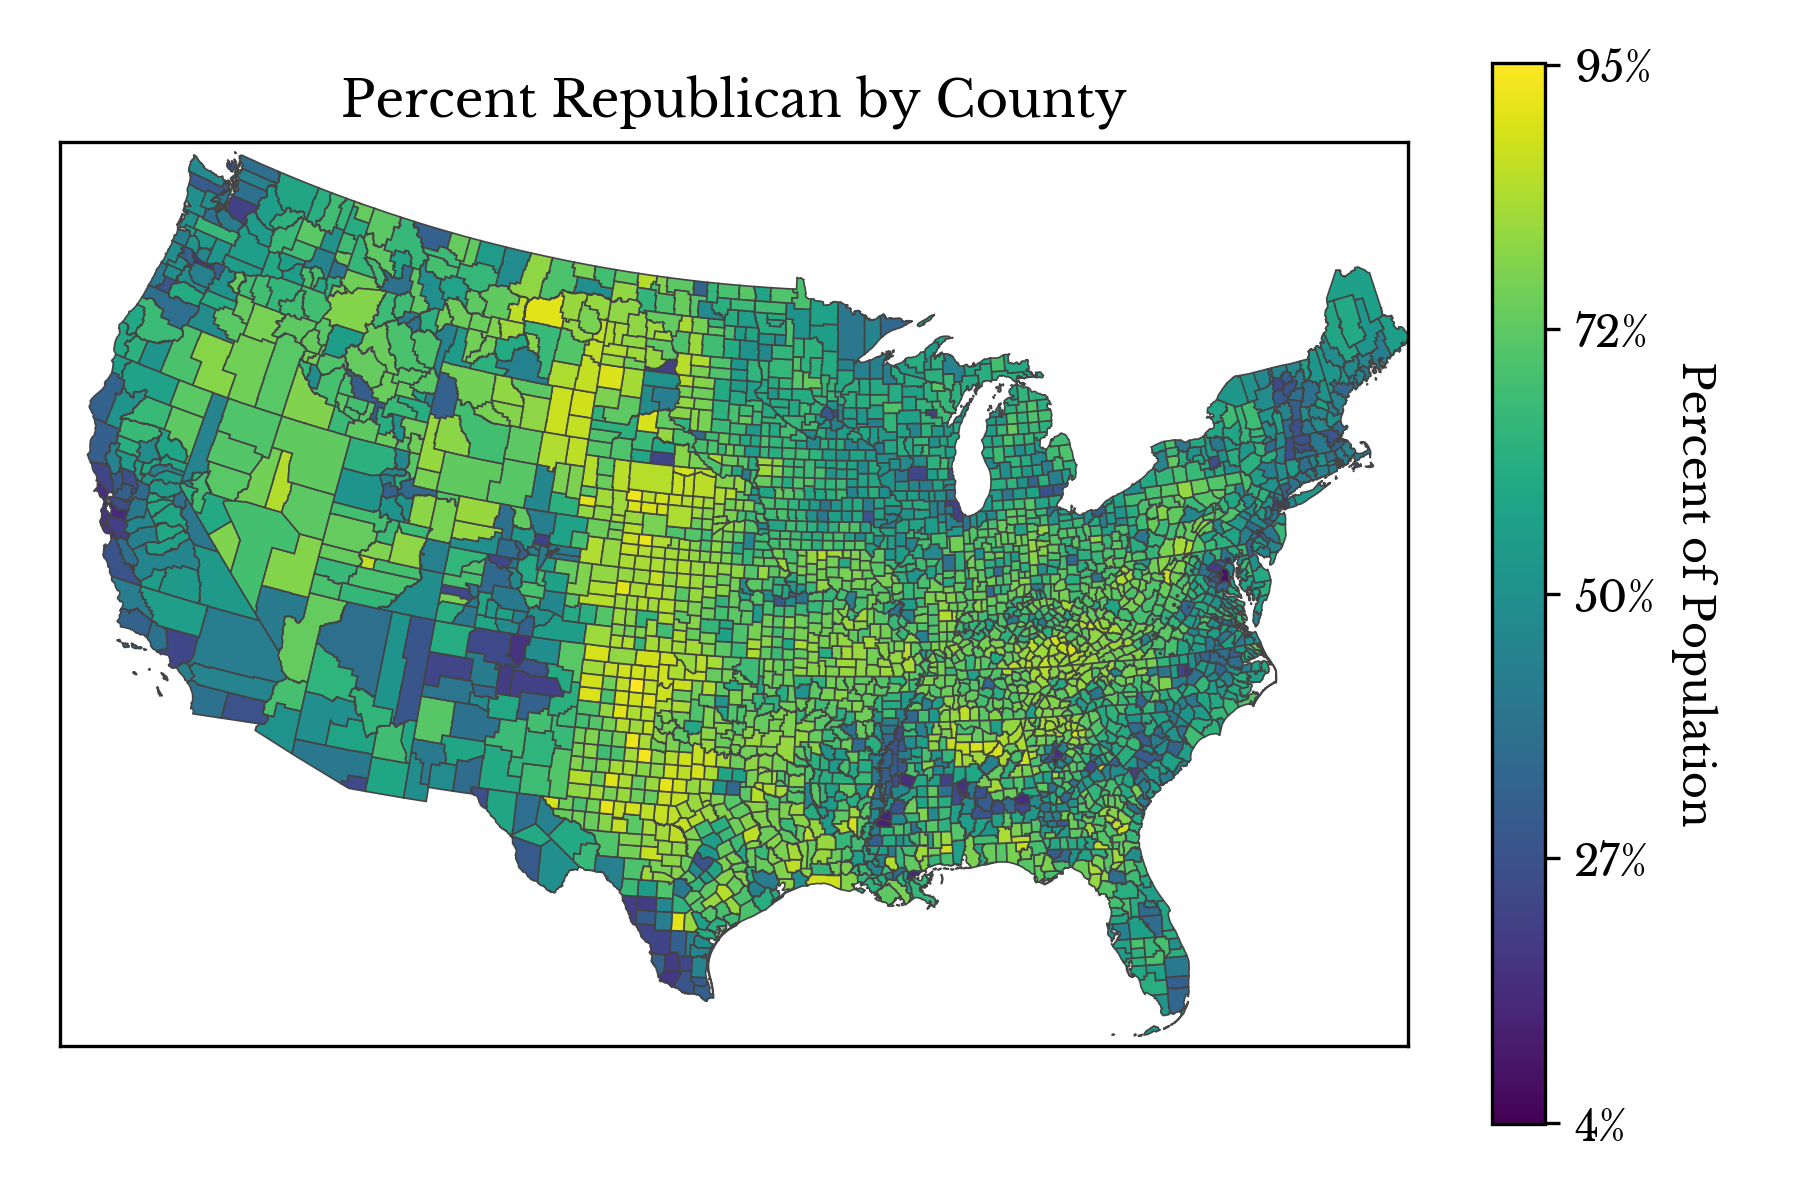 Percent Republican by County
95%
72%
50%
27%
4%
Percent of Population